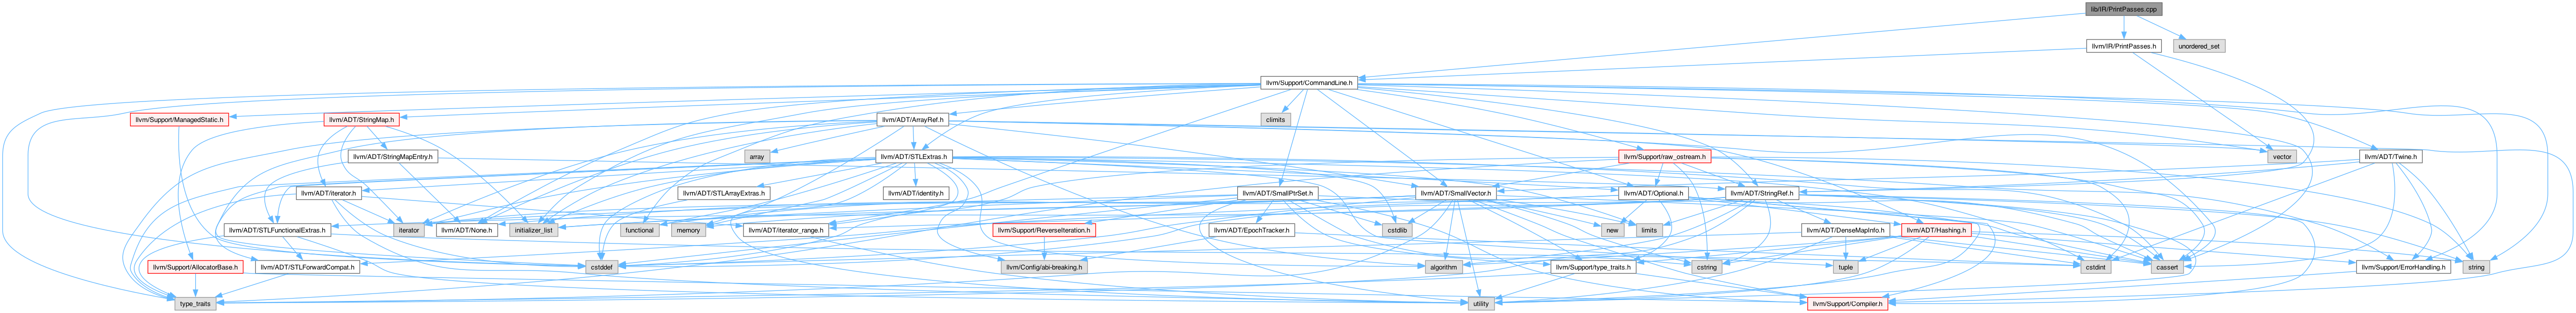 lib/IR/PrintPasses.cpp
llvm/IR/PrintPasses.h
unordered_set
llvm/Support/CommandLine.h
llvm/Support/ManagedStatic.h
llvm/ADT/StringMap.h
llvm/ADT/ArrayRef.h
climits
array
llvm/ADT/StringMapEntry.h
llvm/ADT/STLExtras.h
llvm/Support/raw_ostream.h
vector
llvm/ADT/Twine.h
llvm/ADT/iterator.h
llvm/ADT/STLArrayExtras.h
llvm/ADT/identity.h
llvm/ADT/SmallPtrSet.h
llvm/ADT/SmallVector.h
llvm/ADT/Optional.h
llvm/ADT/StringRef.h
llvm/ADT/STLFunctionalExtras.h
iterator
llvm/ADT/None.h
initializer_list
functional
memory
llvm/ADT/iterator_range.h
llvm/Support/ReverseIteration.h
cstdlib
llvm/ADT/EpochTracker.h
new
limits
llvm/ADT/DenseMapInfo.h
llvm/ADT/Hashing.h
llvm/Support/AllocatorBase.h
llvm/ADT/STLForwardCompat.h
cstddef
llvm/Config/abi-breaking.h
algorithm
llvm/Support/type_traits.h
cstring
tuple
cstdint
cassert
llvm/Support/ErrorHandling.h
string
type_traits
utility
llvm/Support/Compiler.h